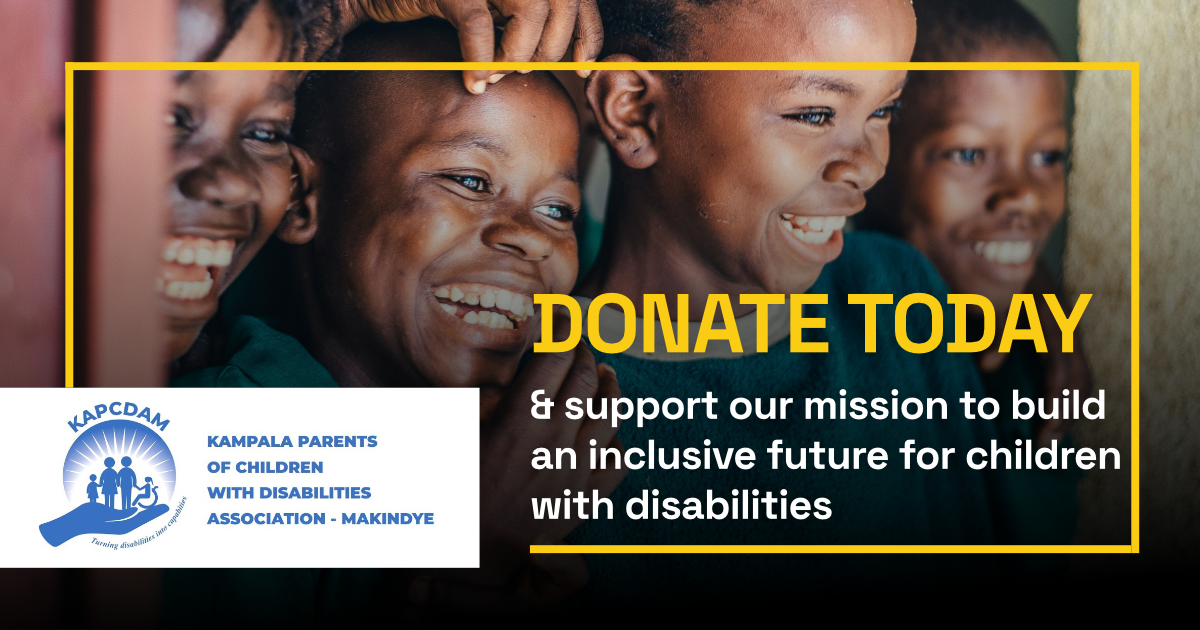 DONATE TODAY
& support our mission to build
an inclusive future for children
with disabilities
KAPCDAM
Turning disabilities into capabilities
KAMPALA PARENTS
OF CHILDREN
WITH DISABILITIES
ASSOCIATION - MAKINDYE